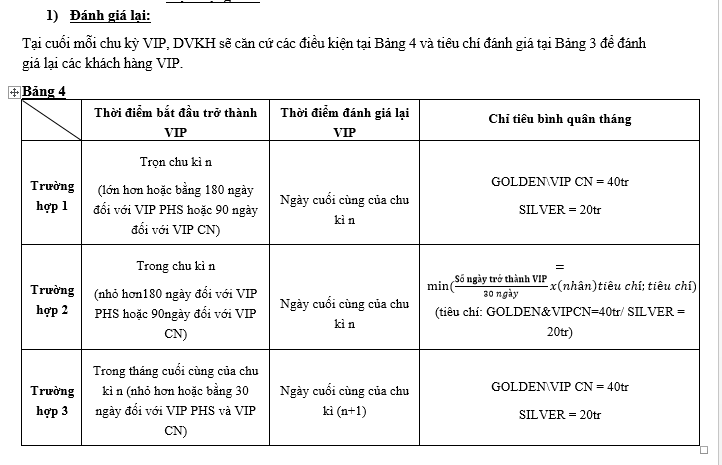 1) Đánh giá lại:
Tại cuối mỗi chu kỳ VIP, DVKH sẽ căn cứ các điều kiện tại Bảng 4 và tiêu chí đánh giá tại Bảng 3 để đánh
giá lại các khách hàng VIP.
Bảng 4
Thời điểm bắt đầu trở thành
VIP
Thời điểm đánh giá lại
VIP
Chỉ tiêu bình quân tháng
Trường
hợp 1
Trọn chu kì n
(lớn hơn hoặc bằng 180 ngày
đối với VIP PHS hoặc 90 ngày
đối với VIP CN)
Ngày cuối cùng của chu
kì n
GOLDEN\VIP CN = 40tr
SILVER = 20tr
Trường
hợp 2
Trong chu kì n
(nhỏ hơn180 ngày đối với VIP
PHS hoặc 90ngày đối với VIP
CN)
Ngày cuối cùng của chu
kì n
=
min(Số ngày trở thành VIP/30 ngày x(nhân)tiêu chí; tiêu chí)
(tiêu chí: GOLDEN&VIPCN=40tr/ SILVER =
20tr)
Trường
hợp 3
Trong tháng cuối cùng của chu
kì n (nhỏ hơn hoặc bằng 30
ngày đối với VIP PHS và VIP
CN)
Ngày cuối cùng của chu
kì (n+1)
GOLDEN\VIP CN = 40tr
SILVER = 20tr